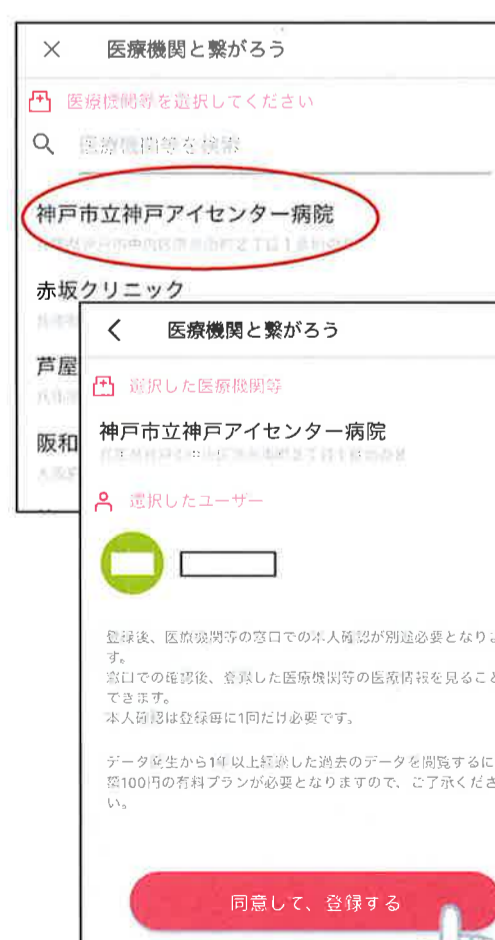 医療機関と繋がろう
医療機関等を選択してください
医療機関等を検索
神戸市立神戸アイセンター病院
赤坂クリニック
芦屋
阪和
医療機関と繋がろう
選択した医療機関等
神戸市立神戸アイセンター病院
選択したユーザー
登録後、医療機関等の窓口での本人確認が別途必要となりま
す。
窓口での確認後、登録した医療機関等の医療情報を見ること
できます。
本人確認は登録毎に1回だけ必要です。
データ発生から1年以上経過した過去のデータを閲覧するに
額100円の有料プランが必要となりますので、ご了承くださ
い。
同意して、登録する